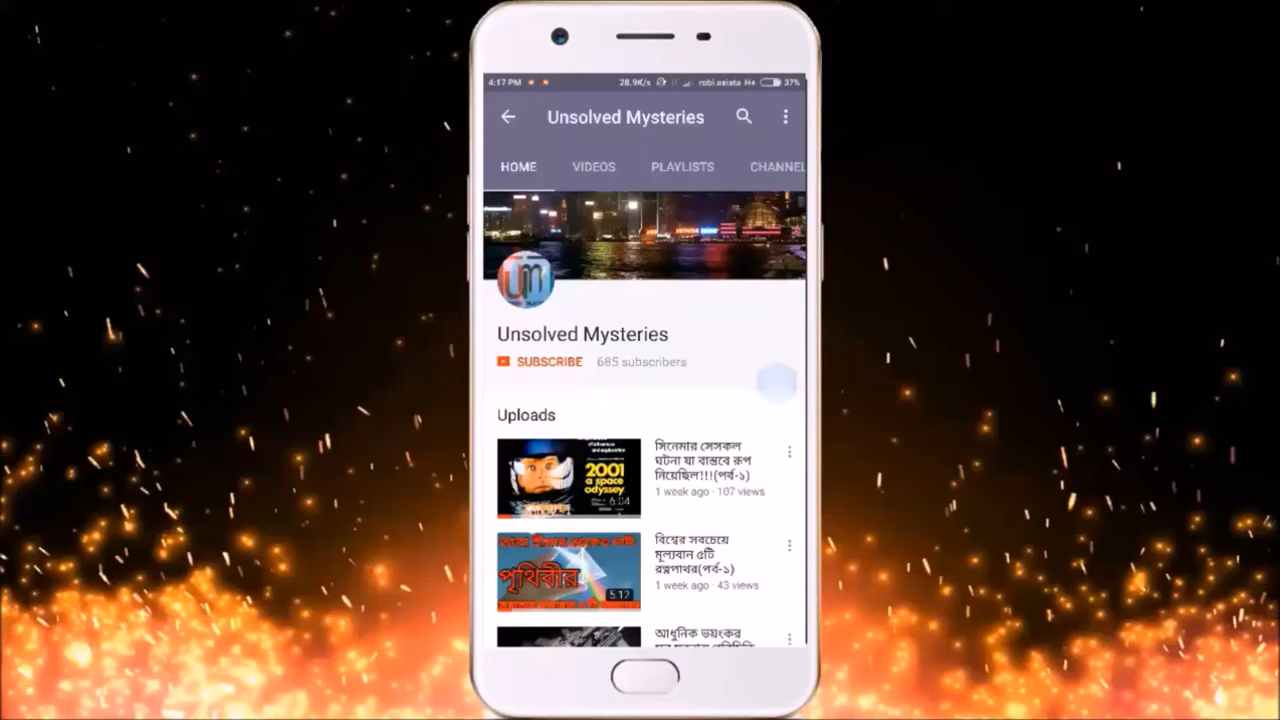 4:17 PM 28.9K/s robi axiata H+ 37%
Unsolved Mysteries
HOME VIDEOS PLAYLISTS CHANNEL
Unsolved Mysteries
SUBSCRIBE 685 subscribers
Uploads
2001
a space
odyssey
6:04
সিনেমার সেসকল
ঘটনা যা বাস্তবে রূপ
নিয়েছিল!!!(পর্ব-১)
1 week ago · 107 views
পৃথিবীর
5:12
বিশ্বের সবচেয়ে
মূল্যবান ৫টি
রত্নপাথর(পর্ব-১)
1 week ago · 43 views
আধুনিক ভয়ংকর